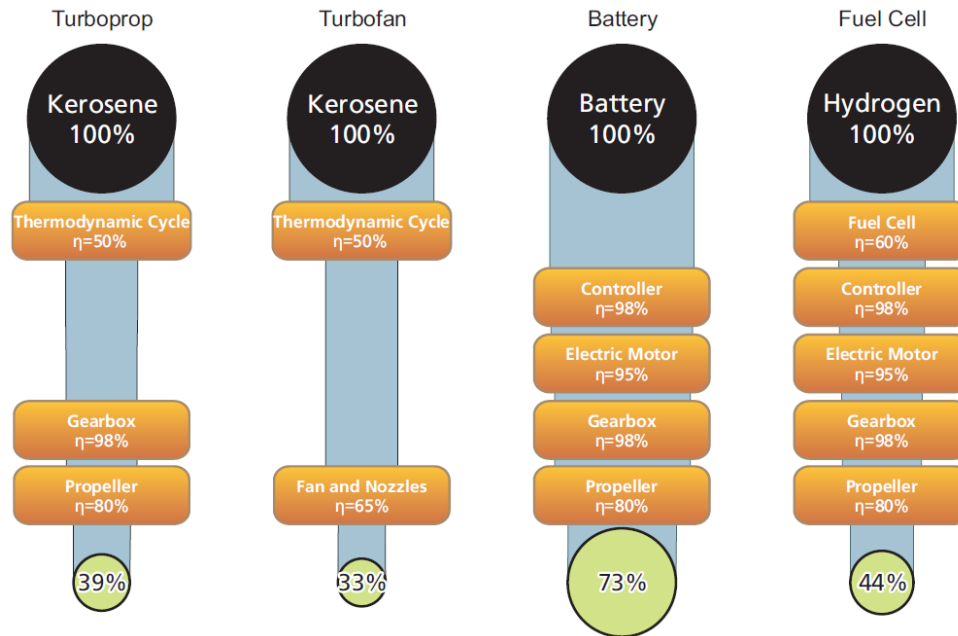 Turboprop
Kerosene
100%
Thermodynamic Cycle
η=50%
Gearbox
η=98%
Propeller
η=80%
39%
Turbofan
Kerosene
100%
Thermodynamic Cycle
η=50%
Fan and Nozzles
η=65%
33%
Battery
Battery
100%
Controller
η=98%
Electric Motor
η=95%
Gearbox
η=98%
Propeller
η=80%
73%
Fuel Cell
Hydrogen
100%
Fuel Cell
η=60%
Controller
η=98%
Electric Motor
η=95%
Gearbox
η=98%
Propeller
η=80%
44%